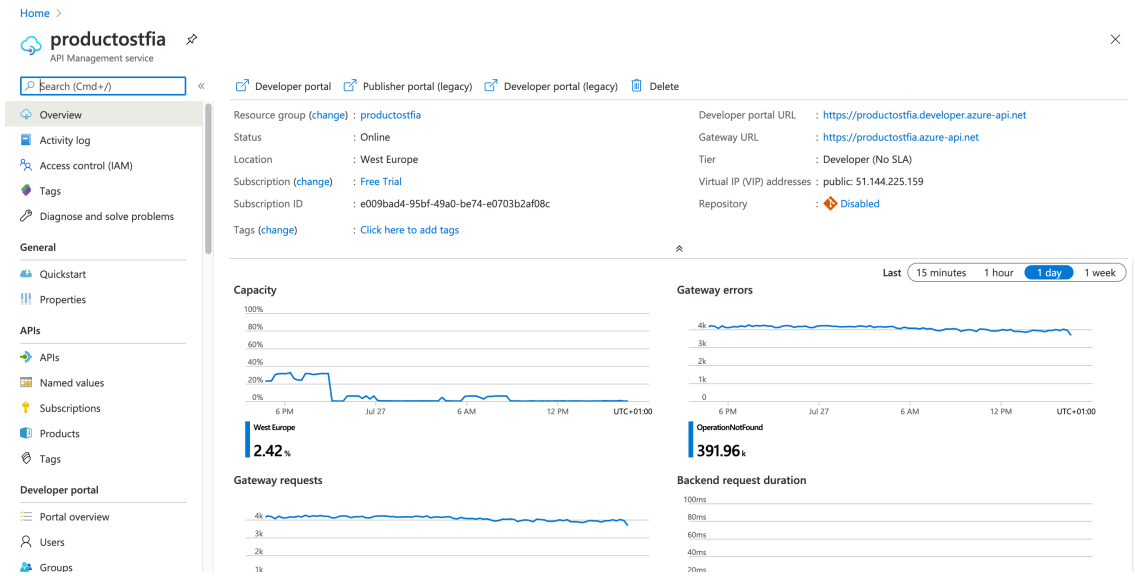 Home >
productostfia
API Management service
Search (Cmd+/)
«
Developer portal
Publisher portal (legacy)
Developer portal (legacy)
Delete
Overview
Activity log
Access control (IAM)
Tags
Diagnose and solve problems
General
Quickstart
Properties
APIs
APIs
Named values
Subscriptions
Products
Tags
Developer portal
Portal overview
Users
Groups
Resource group (change) : productostfia
Status : Online
Location : West Europe
Subscription (change) : Free Trial
Subscription ID : e009bad4-95bf-49a0-be74-e0703b2af08c
Tags (change) : Click here to add tags
Developer portal URL : https://productostfia.developer.azure-api.net
Gateway URL : https://productostfia.azure-api.net
Tier : Developer (No SLA)
Virtual IP (VIP) addresses : public: 51.144.225.159
Repository : Disabled
Last 15 minutes 1 hour 1 day 1 week
Capacity
100%
80%
60%
40%
20%
0%
6 PM Jul 27 6 AM 12 PM UTC+01:00
West Europe
2.42 %
Gateway errors
4k
3k
2k
1k
0
6 PM Jul 27 6 AM 12 PM UTC+01:00
OperationNotFound
391.96 k
Gateway requests
4k
3k
2k
1k
Backend request duration
100ms
80ms
60ms
40ms
20ms